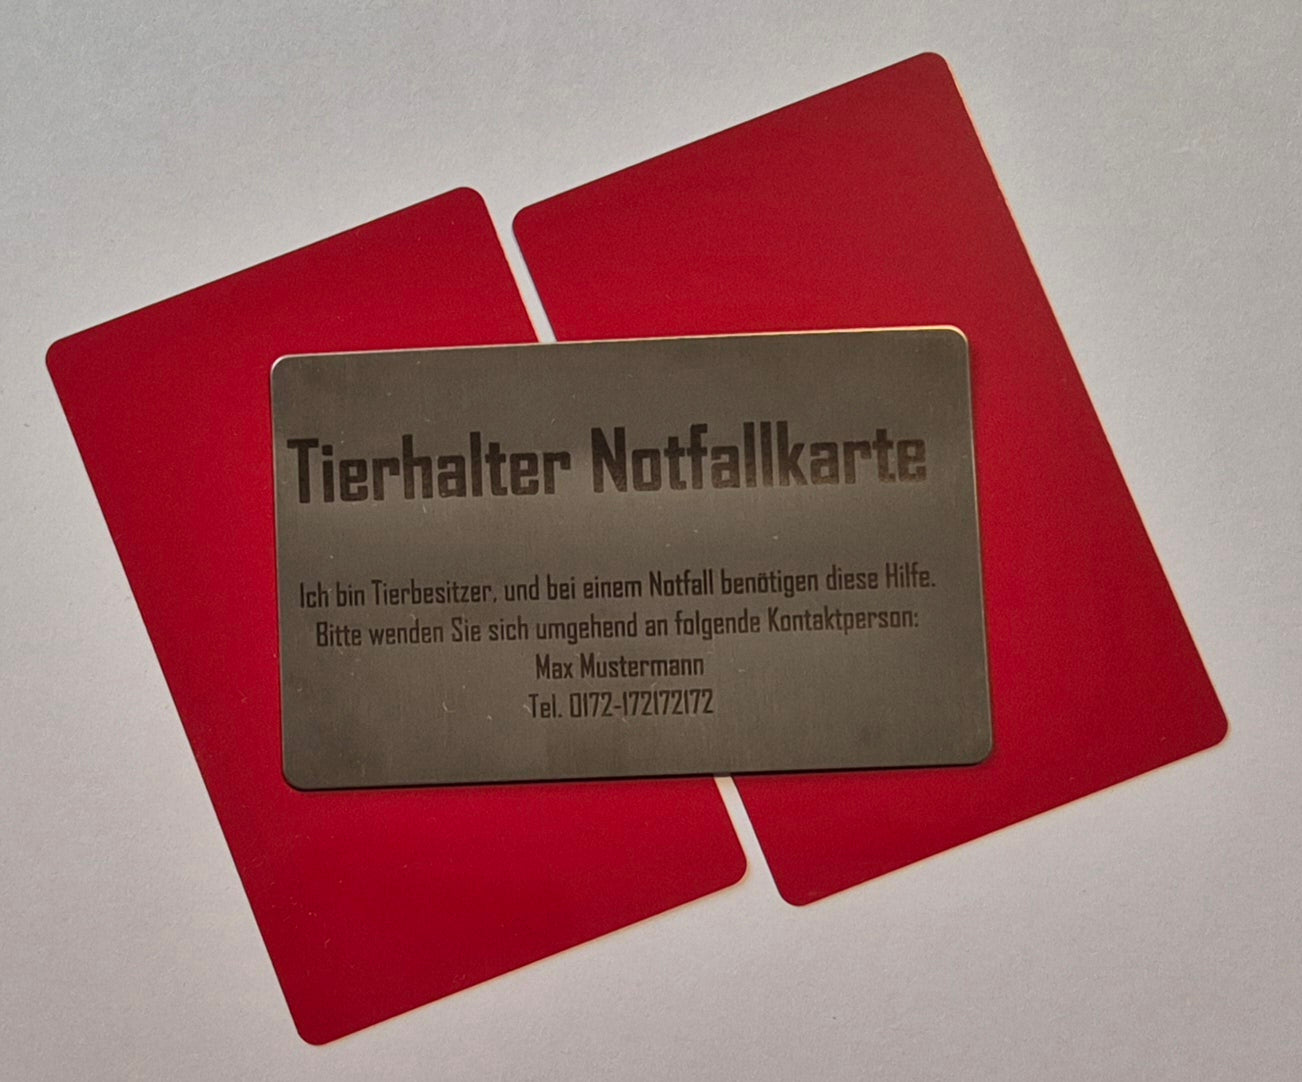 Tierhalter Notfallkarte
Ich bin Tierbesitzer, und bei einem Notfall benötigen diese Hilfe.
Bitte wenden Sie sich umgehend an folgende Kontaktperson:
Max Mustermann
Tel. 0172-172172172